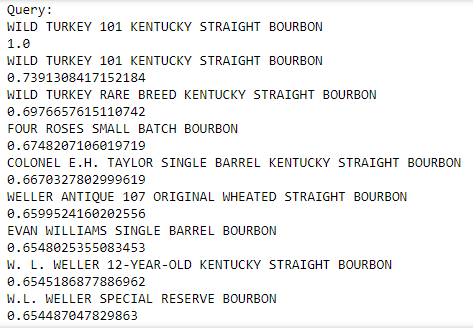 Query:
WILD TURKEY 101 KENTUCKY STRAIGHT BOURBON
1.0
WILD TURKEY 101 KENTUCKY STRAIGHT BOURBON
0.7391308417152184
WILD TURKEY RARE BREED KENTUCKY STRAIGHT BOURBON
0.6976657615110742
FOUR ROSES SMALL BATCH BOURBON
0.6748207106019719
COLONEL E.H. TAYLOR SINGLE BARREL KENTUCKY STRAIGHT BOURBON
0.6670327802999619
WELLER ANTIQUE 107 ORIGINAL WHEATED STRAIGHT BOURBON
0.6599524160202556
EVAN WILLIAMS SINGLE BARREL BOURBON
0.6548025355083453
W. L. WELLER 12-YEAR-OLD KENTUCKY STRAIGHT BOURBON
0.6545186877886962
W.L. WELLER SPECIAL RESERVE BOURBON
0.654487047829863